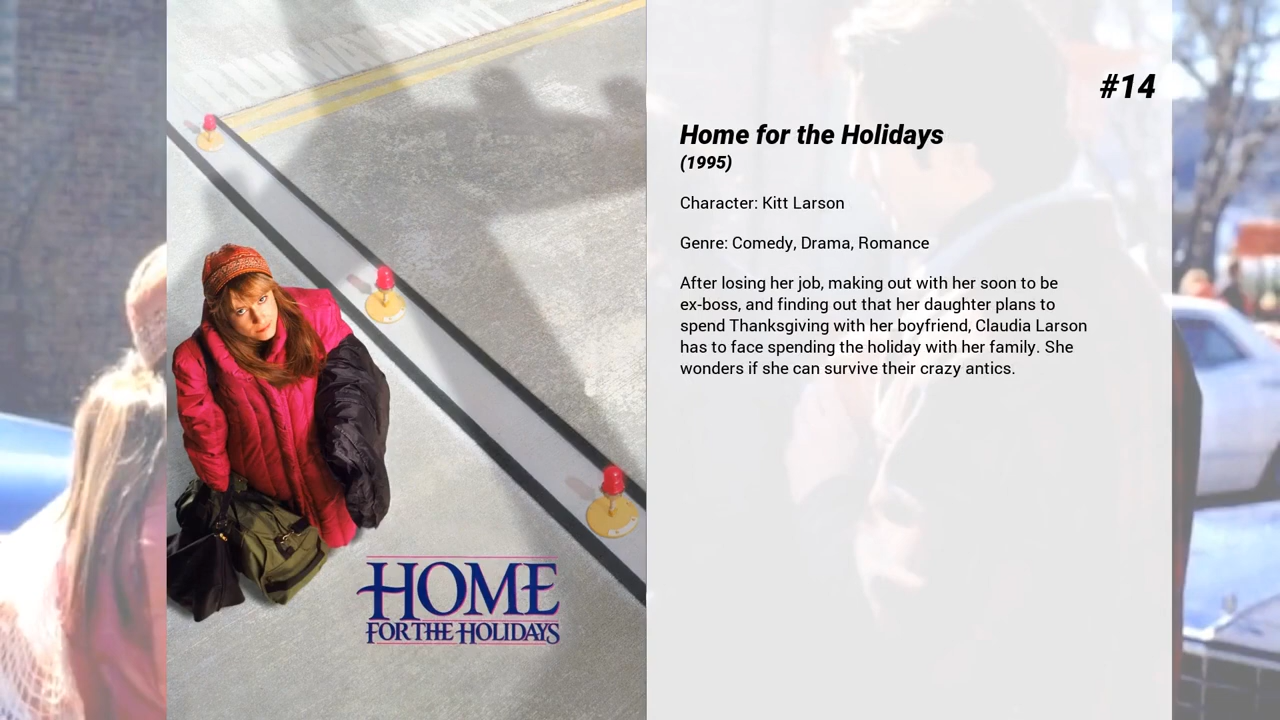 #14
Home for the Holidays
(1995)
Character: Kitt Larson
Genre: Comedy, Drama, Romance
After losing her job, making out with her soon to be
ex-boss, and finding out that her daughter plans to
spend Thanksgiving with her boyfriend, Claudia Larson
has to face spending the holiday with her family. She
wonders if she can survive their crazy antics.
HOME
FOR THE HOLIDAYS